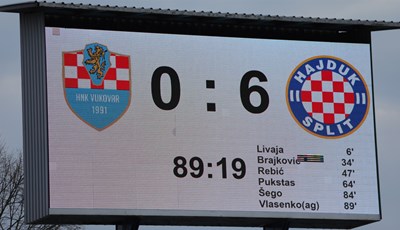 HNK VUKOVAR
1991
0 : 6
HAJDUK
SPLIT
89:19
Livaja 6'
Brajković 34'
Rebić 47'
Pukstas 64'
Šego 84'
Vlasenko(ag) 89'